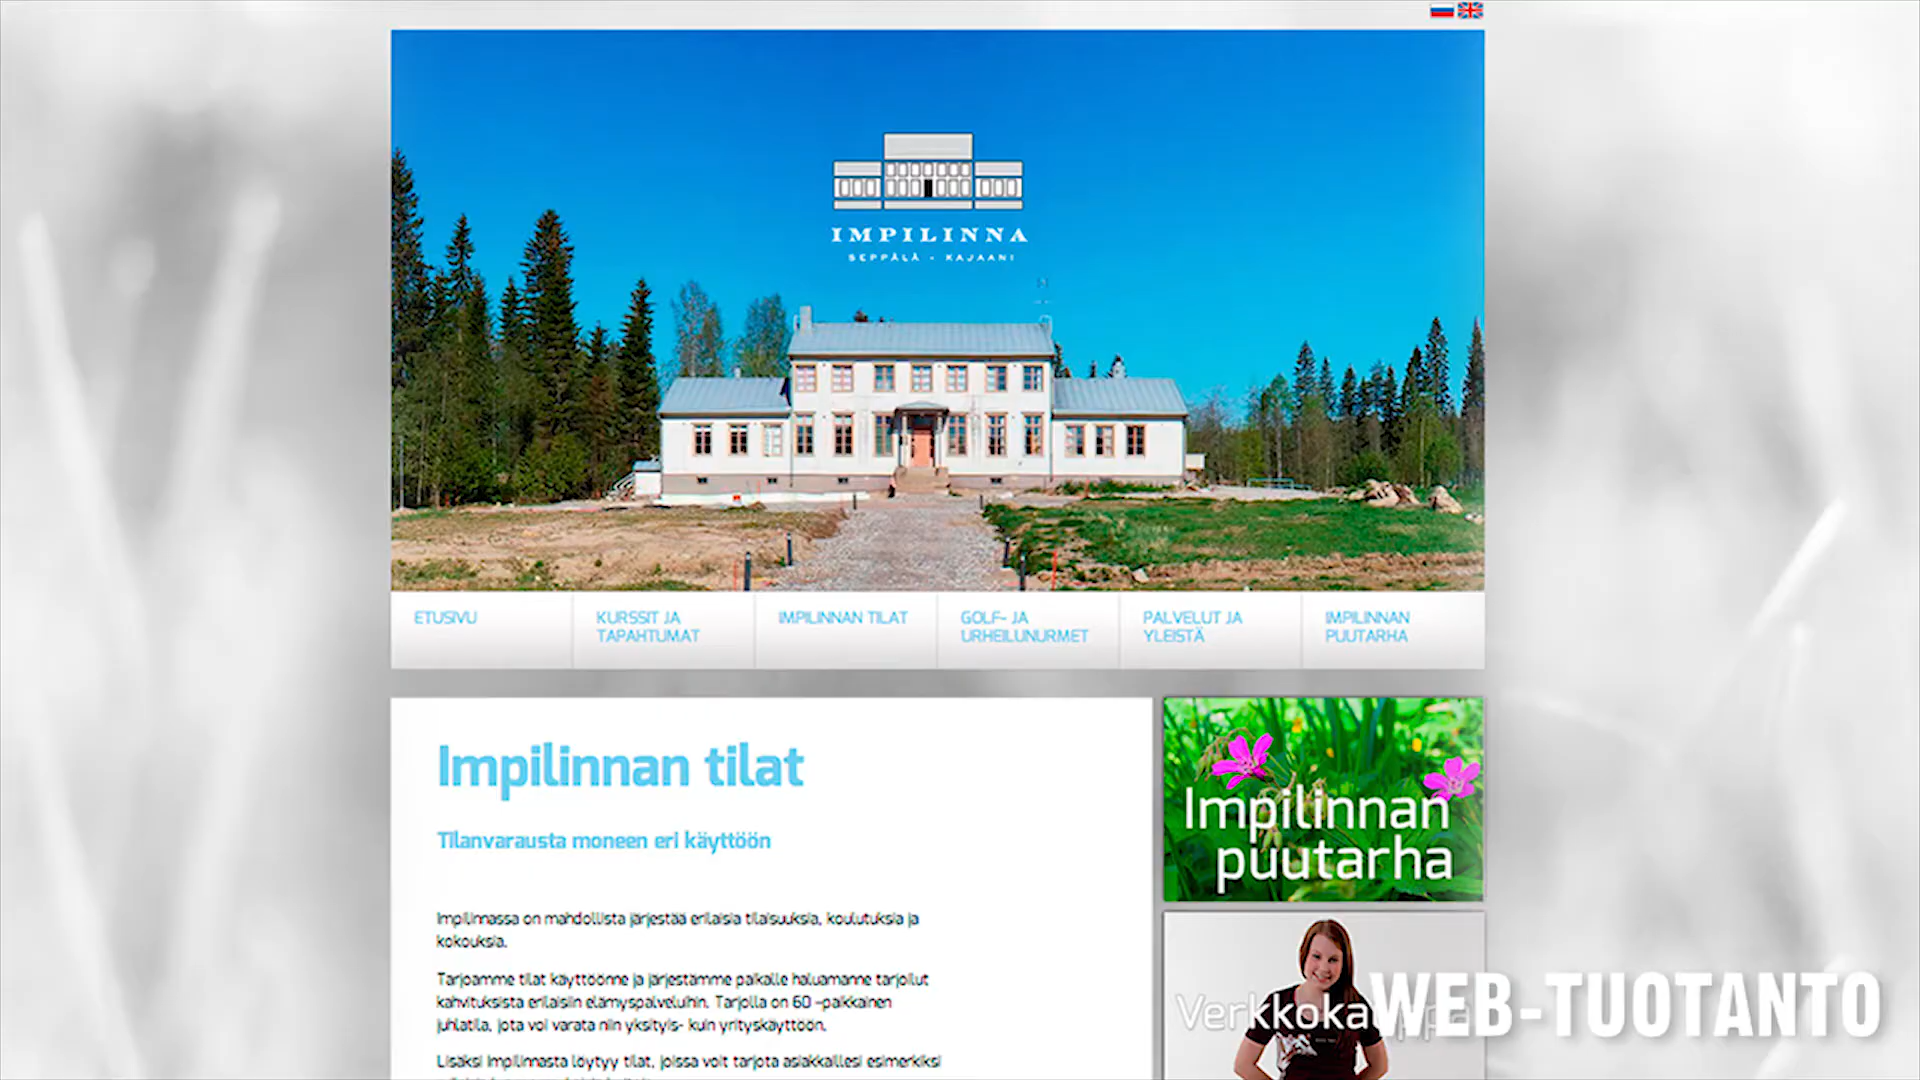 IMPILINNA
SEPPÄLÄ - KAJAANI
ETUSIVU
KURSSIT JA
TAPAHTUMAT
IMPILINNAN TILAT
GOLF- JA
URHEILUNURMET
PALVELUT JA
YLEISTÄ
IMPILINNAN
PUUTARHA
Impilinnan tilat
Tilanvarausta moneen eri käyttöön
Impilinnassa on mahdollista järjestää erilaisia tilaisuuksia, koulutuksia ja
kokouksia.
Tarjoamme tilat käyttöönne ja järjestämme paikalle haluamanne tarjoilut
kahvituksista erilaisiin elämyspalveluihin. Tarjolla on 60 -paikkainen
juhlatila, jota voi varata niin yksityis- kuin yrityskäyttöön.
Lisäksi Impilinnasta löytyy tilat, joissa voit tarjota asiakkaillesi esimerkiksi
Impilinnan
puutarha
Verkkokauppa
WEB-TUOTANTO